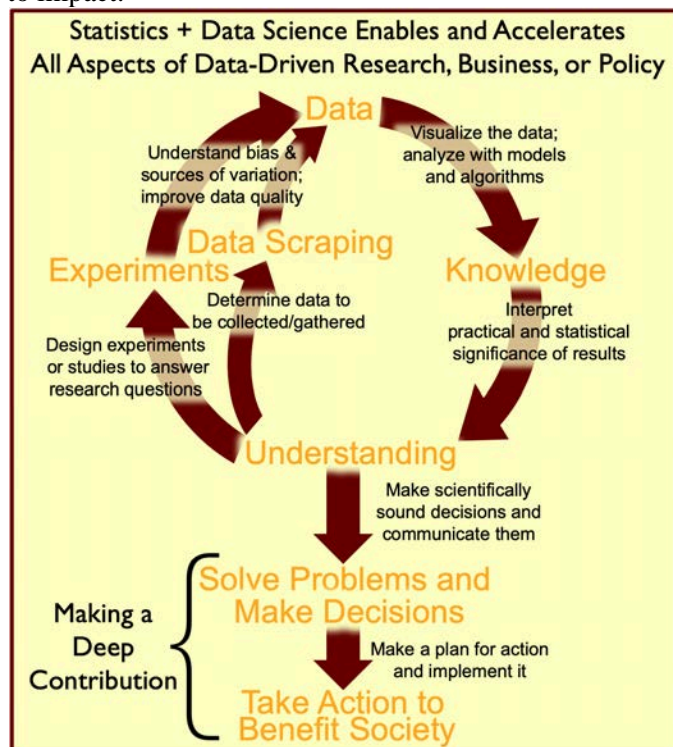 to impact.
Statistics + Data Science Enables and Accelerates
All Aspects of Data-Driven Research, Business, or Policy
Data
Understand bias &
sources of variation;
improve data quality
Visualize the data;
analyze with models
and algorithms
Data Scraping
Experiments
Knowledge
Determine data to
be collected/gathered
Interpret
practical and statistical
significance of results
Design experiments
or studies to answer
research questions
Understanding
Make scientifically
sound decisions and
communicate them
Solve Problems and
Make Decisions
Making a
Deep
Contribution
Make a plan for action
and implement it
Take Action to
Benefit Society